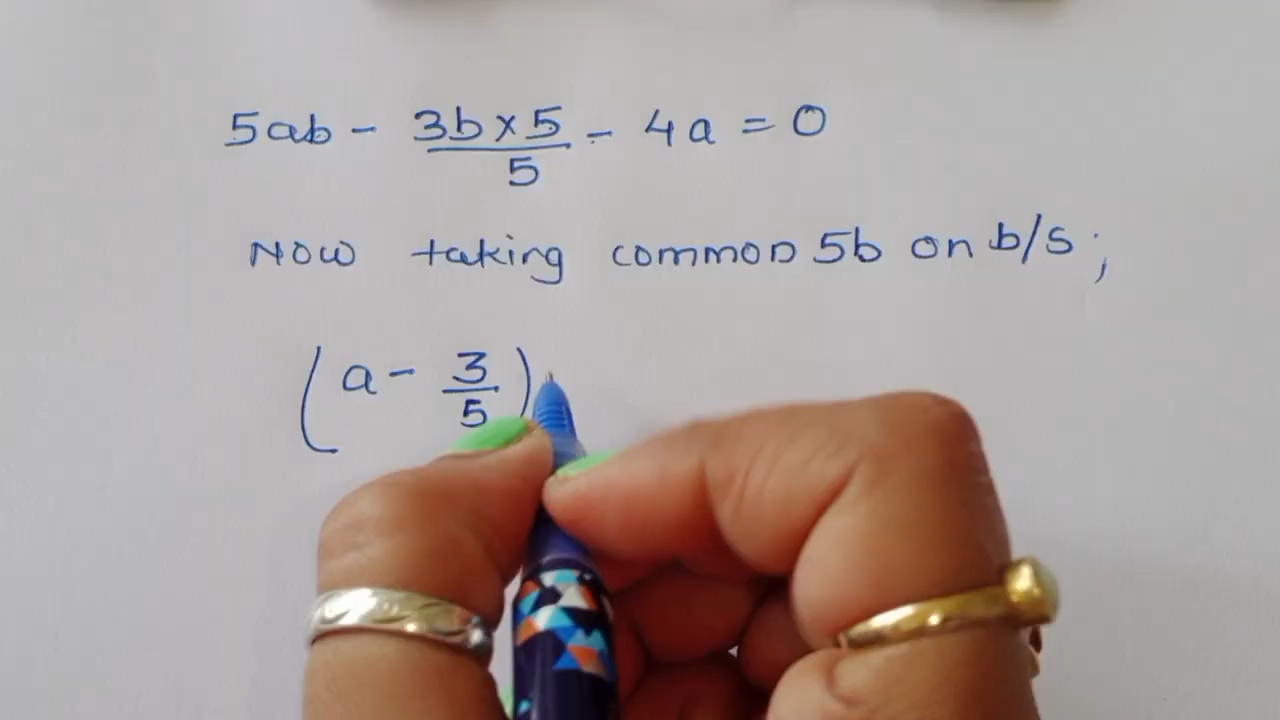 5ab - 3b×5/5 - 4a = 0
Now taking common 5b on b/s;
(a - 3/5)